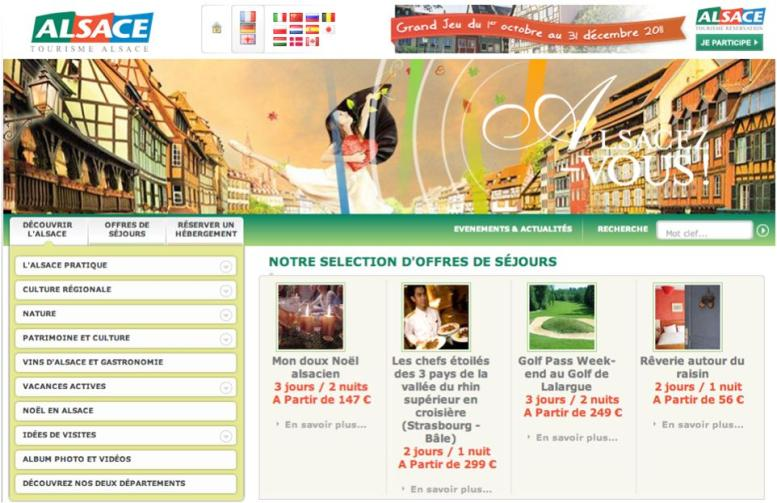 ALSACE
TOURISME ALSACE
Grand Jeu du 1er octobre au 31 décembre 2011
ALSACE
TOURISME RÉSERVATION
JE PARTICIPE
ALSACEZ
-VOUS !
DÉCOUVRIR
L'ALSACE
OFFRES DE
SÉJOURS
RÉSERVER UN
HÉBERGEMENT
EVENEMENTS & ACTUALITÉS
RECHERCHE
Mot clef...
L'ALSACE PRATIQUE
CULTURE RÉGIONALE
NATURE
PATRIMOINE ET CULTURE
VINS D'ALSACE ET GASTRONOMIE
VACANCES ACTIVES
NOËL EN ALSACE
IDÉES DE VISITES
ALBUM PHOTO ET VIDÉOS
DÉCOUVREZ NOS DEUX DÉPARTEMENTS
NOTRE SELECTION D'OFFRES DE SÉJOURS
Mon doux Noël
alsacien
3 jours / 2 nuits
A Partir de 147 €
En savoir plus...
Les chefs étoilés
des 3 pays de la
vallée du rhin
supérieur en
croisière
(Strasbourg -
Bâle)
2 jours / 1 nuit
A Partir de 299 €
En savoir plus...
Golf Pass Week-
end au Golf de
Lalargue
3 jours / 2 nuits
A Partir de 249 €
En savoir plus...
Rêverie autour du
raisin
2 jours / 1 nuit
A Partir de 56 €
En savoir plus...